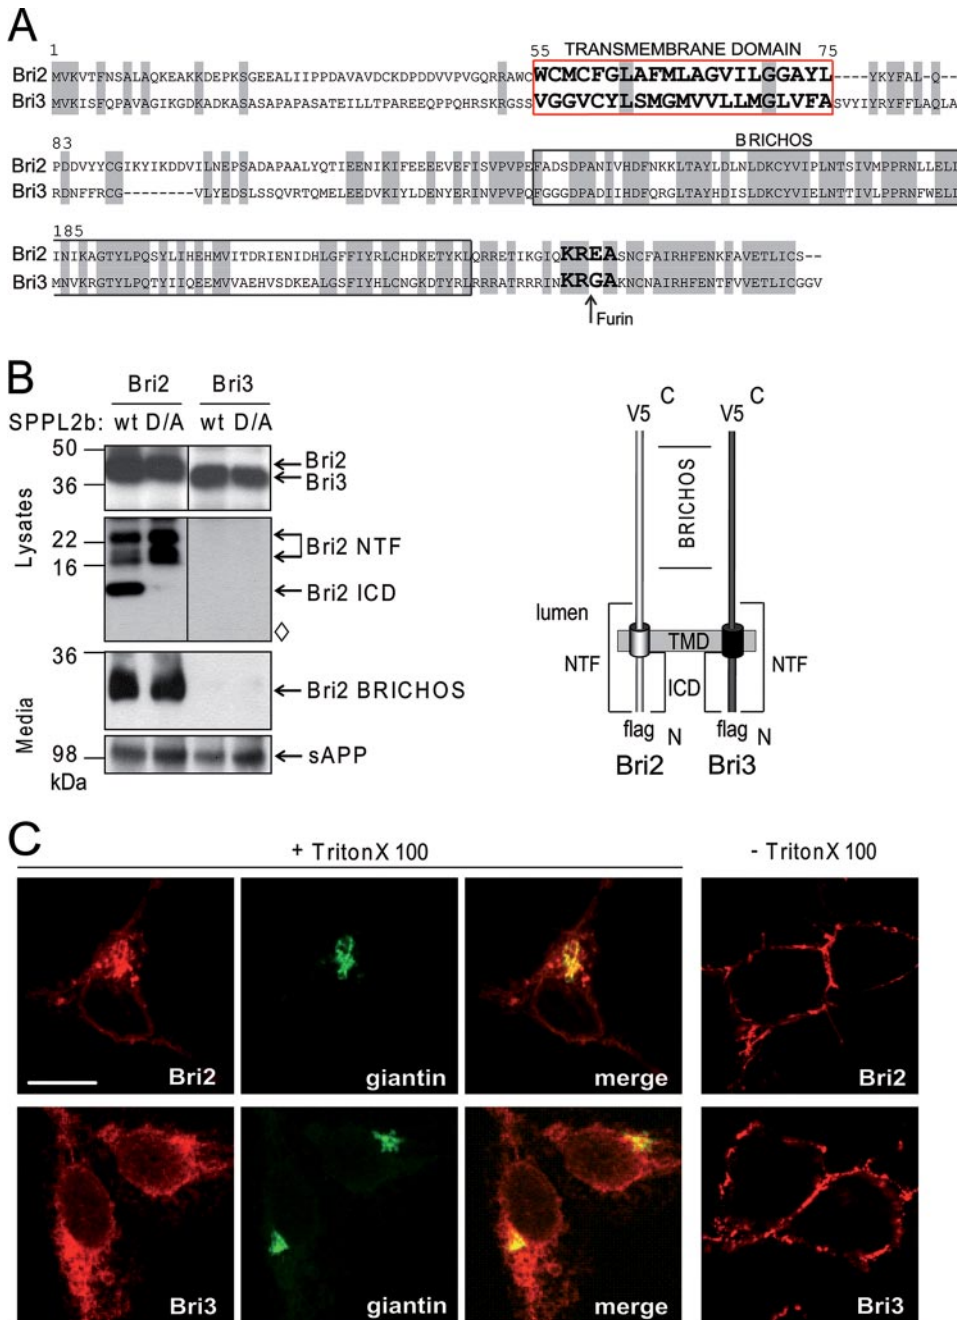 A
1 55 TRANSMEMBRANE DOMAIN 75
Bri2 MVKVTFNSALAQKEAKKDEPKSGEEALIIPPDAVAVDCKDPDDVVPVGQRRAWCWCMCFGLAFMLAGVILGGAYL----YKYFAL-Q--
Bri3 MVKISFQPAVAGIKGDKADKASASAPAPASATEILLTPAREEQPPQHRSKRGSSVGGVCYLSMGMVVLLMGLVFASVYIYRYFFLAQLA
83 BRICHOS
Bri2 PDDVYYCGIKYIKDDVILNEPSADAPAALYQTIEENIKIFEEEEVEFISVPVPEFADSDPANIVHDFNKKLTAYLDLNLDKCYVIPLNTSIVMPPRNLLELL
Bri3 RDNFFRCG--------VLYEDSLSSQVRTQMELEEDVKIYLDENYERINVPVPQFGGGDPADIIHDFQRGLTAYHDISLDKCYVIELNTTIVLPPRNFWELL
185
Bri2 INIKAGTYLPQSYLIHEHMVITDRIENIDHLGFFIYRLCHDKETYKLQRRETIKGIQKREASNCFAIRHFENKFAVETLICS--
Bri3 MNVKRGTYLPQTYIIQEEMVVAEHVSDKEALGSFIYHLCNGKDTYRLRRRATRRRINKRGAKNCNAIRHFENTFVVETLICGGV
Furin
B
Bri2 Bri3
SPPL2b: wt D/A wt D/A
50
Bri2
Bri3
36
Lysates
22
Bri2 NTF
16
Bri2 ICD
36
Bri2 BRICHOS
Media
98 sAPP
kDa
C
V5 V5
BRICHOS
lumen
TMD
NTF NTF
ICD
flag N flag N
Bri2 Bri3
C
+ TritonX 100 - TritonX 100
Bri2 giantin merge Bri2
Bri3 giantin merge Bri3